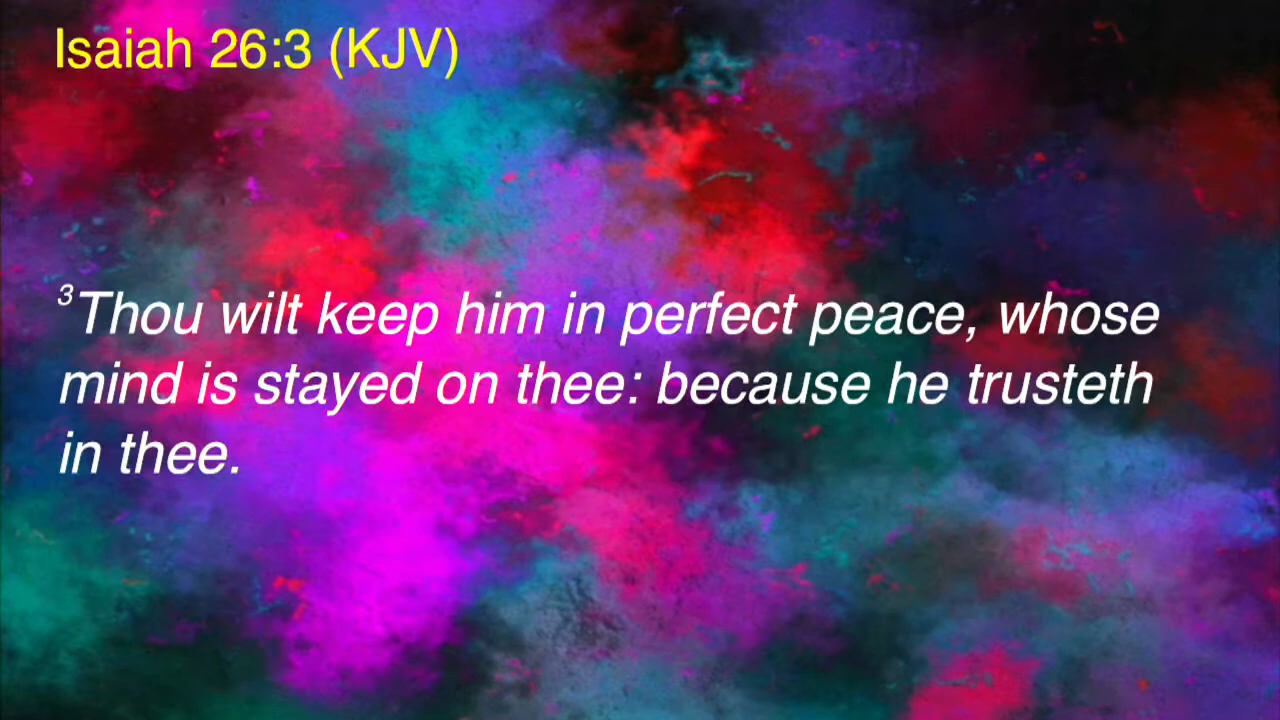 Isaiah 26:3 (KJV)
³Thou wilt keep him in perfect peace, whose
mind is stayed on thee: because he trusteth
in thee.